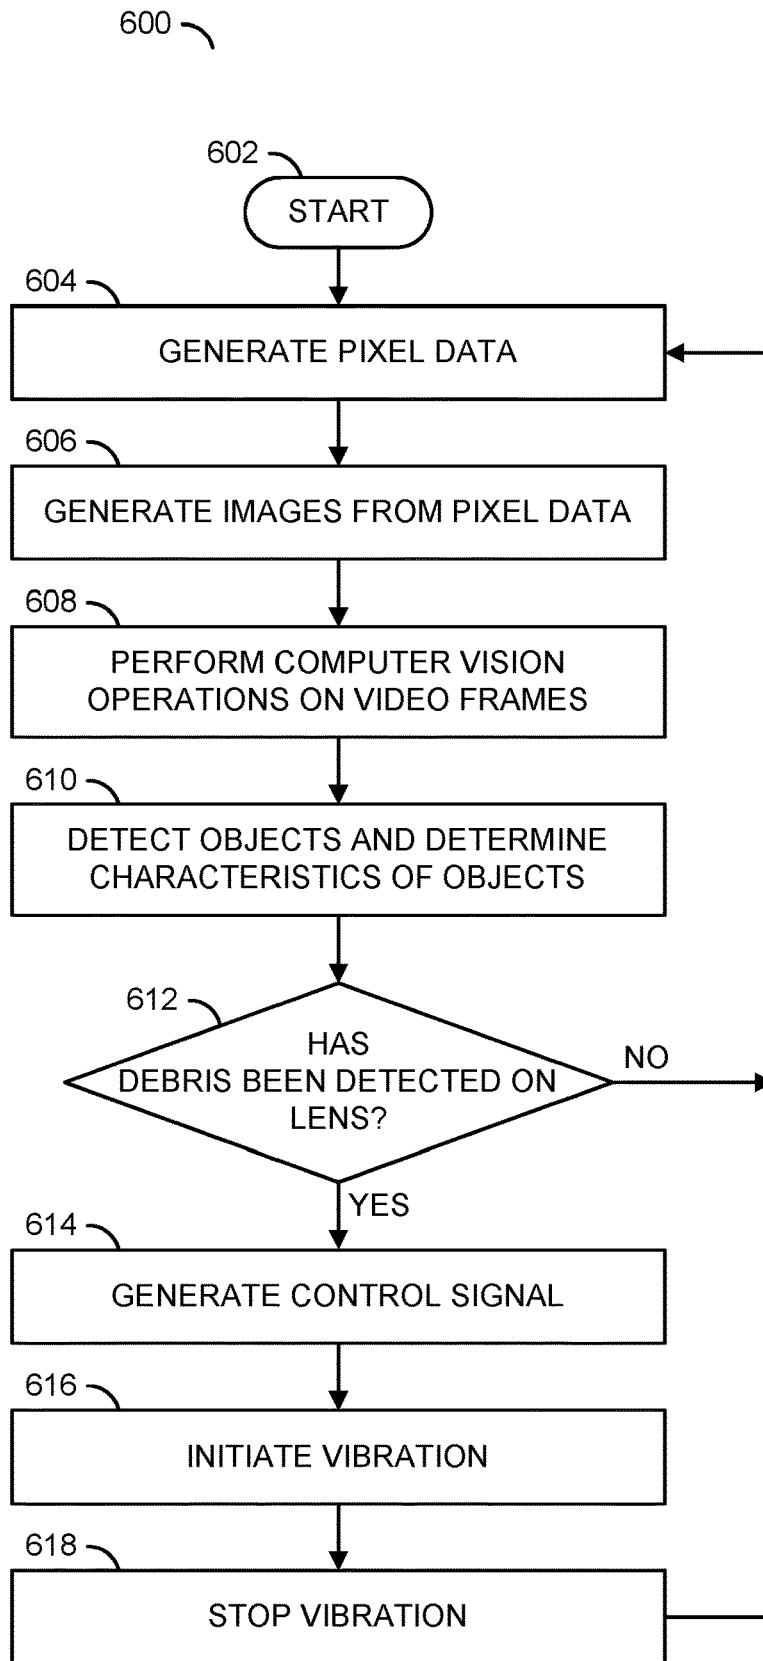 600
602
START
604
GENERATE PIXEL DATA
606
GENERATE IMAGES FROM PIXEL DATA
608
PERFORM COMPUTER VISION
OPERATIONS ON VIDEO FRAMES
610
DETECT OBJECTS AND DETERMINE
CHARACTERISTICS OF OBJECTS
612
HAS
DEBRIS BEEN DETECTED ON
LENS?
NO
YES
614
GENERATE CONTROL SIGNAL
616
INITIATE VIBRATION
618
STOP VIBRATION